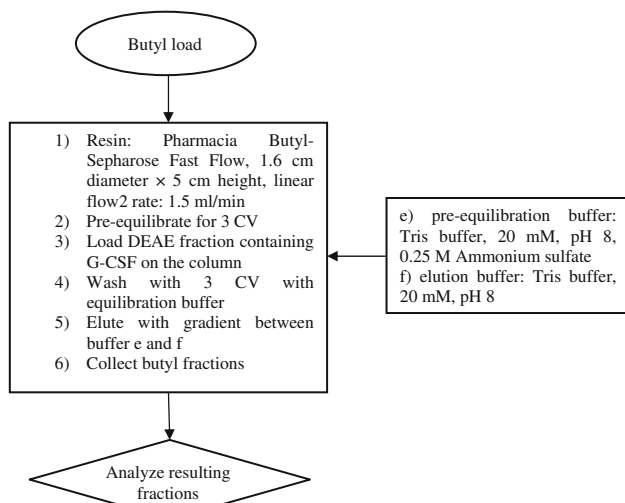 Butyl load
1) Resin: Pharmacia Butyl-
Sepharose Fast Flow, 1.6 cm
diameter × 5 cm height, linear
flow2 rate: 1.5 ml/min
2) Pre-equilibrate for 3 CV
3) Load DEAE fraction containing
G-CSF on the column
4) Wash with 3 CV with
equilibration buffer
5) Elute with gradient between
buffer e and f
6) Collect butyl fractions
e) pre-equilibration buffer:
Tris buffer, 20 mM, pH 8,
0.25 M Ammonium sulfate
f) elution buffer: Tris buffer,
20 mM, pH 8
Analyze resulting
fractions